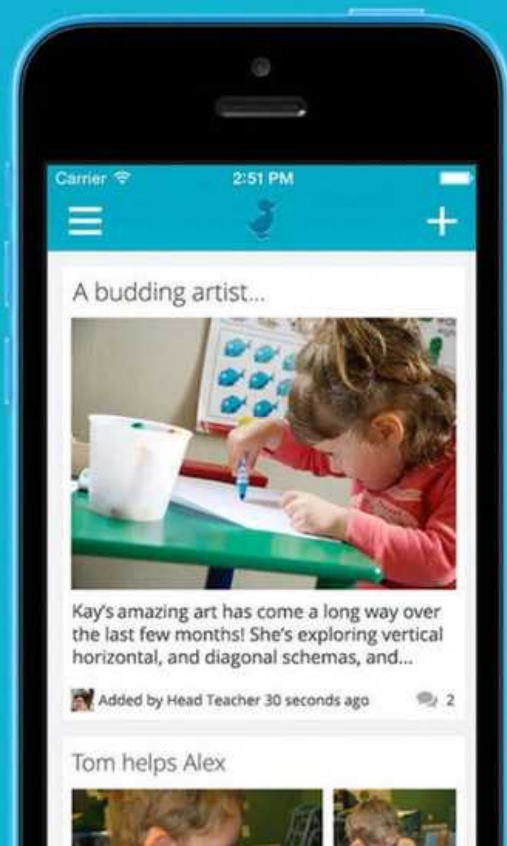 Carrier 2:51 PM
A budding artist...
Kay's amazing art has come a long way over
the last few months! She's exploring vertical
horizontal, and diagonal schemas, and...
Added by Head Teacher 30 seconds ago 2
Tom helps Alex